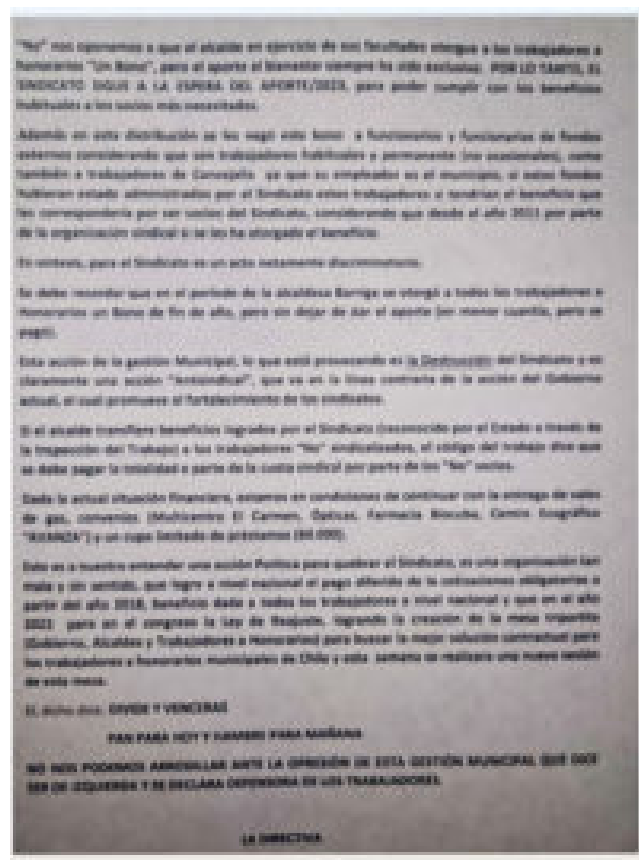 "No" nos oponemos a que el alcalde en ejercicio de sus facultades otorgue a los trabajadores a
honorarios "Un Bono", pero el aporte al bienestar siempre ha sido exclusivo. POR LO TANTO, EL
SINDICATO SIGUE A LA ESPERA DEL APORTE/2023, para poder cumplir con los beneficios
habituales a los socios más necesitados.
Además en esta distribución se les negó este bono a funcionarios y funcionarias de fondos
externos considerando que son trabajadores habituales y permanente (no ocasionales), como
también a trabajadores de Concejalía ya que su empleador es el municipio, si estos fondos
hubieran estado administrados por el Sindicato estos trabajadores si tendrían el beneficio que
les correspondería por ser socios del Sindicato, considerando que desde el año 2011 por parte
de la organización sindical si se les ha otorgado el beneficio.
En síntesis, para el Sindicato es un acto netamente discriminatorio.
Se debe recordar que en el periodo de la alcaldesa Barriga se otorgó a todos los trabajadores a
Honorarios un Bono de fin de año, pero sin dejar de dar el aporte (en menor cuantía, pero se
pagó).
Esta acción de la gestión Municipal, lo que está provocando es la Destrucción del Sindicato y es
claramente una acción "Antisindical", que va en la línea contraria de la acción del Gobierno
actual, el cual promueve el fortalecimiento de los sindicatos.
Si el alcalde transfiere beneficios logrados por el Sindicato (reconocido por el Estado a través de
la Inspección del Trabajo) a los trabajadores "No" sindicalizados, el código del trabajo dice que
se debe pagar la totalidad o parte de la cuota sindical por parte de los "No" socios.
Dada la actual situación financiera, estamos en condiciones de continuar con la entrega de vales
de gas, convenios (Multicentro El Carmen, Ópticas, Farmacia Biocuba, Centro
"AVANZA") y un cupo limitado de préstamos
Esto es a nuestro entender una acción Política para quebrar el Sindicato, es una organización tan
mala y sin sentido, que logro a nivel nacional el pago diferido de la cotizaciones obligatorias a
partir del año 2018, beneficio dado a todos los trabajadores a nivel nacional y que en el año
paro en el congreso la Ley de Reajuste, logrando la creación de la mesa tripartita
(Gobierno, Alcaldes y Trabajadores a Honorarios) para buscar la mejor solución contractual para
los trabajadores a honorarios municipales de Chile y esta semana se realizara una nueva sesión
de esta mesa.
EL dicho dice: DIVIDE Y VENCERAS
PAN PARA HOY Y HAMBRE PARA MAÑANA
NO NOS PODEMOS ARRODILLAR ANTE LA OPRESIÓN DE ESTA GESTIÓN MUNICIPAL QUE DICE
SER DE IZQUIERDA Y SE DECLARA DEFENSORA DE LOS TRABAJADORES.
LA DIRECTIVA